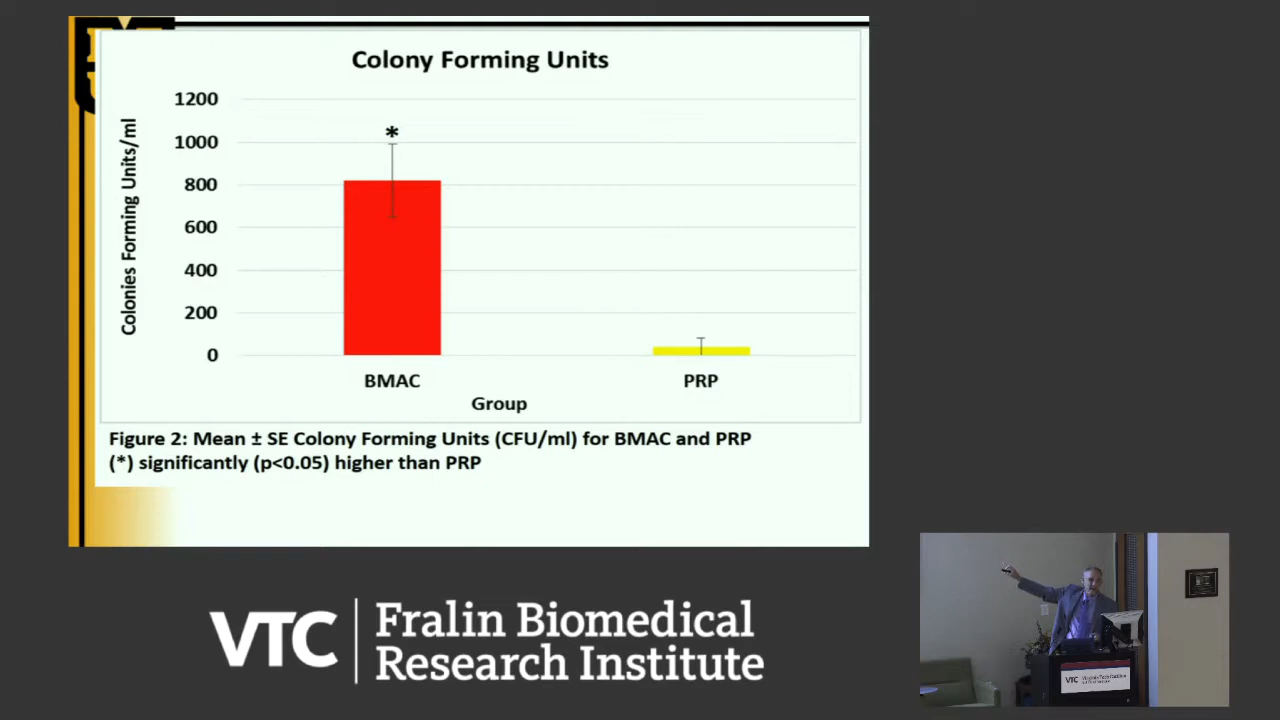 Colony Forming Units
Colonies Forming Units/ml
1200
1000
800
600
400
200
0
*
BMAC
PRP
Group
Figure 2: Mean ± SE Colony Forming Units (CFU/ml) for BMAC and PRP
(*) significantly (p<0.05) higher than PRP
VTC
Fralin Biomedical
Research Institute
VTC